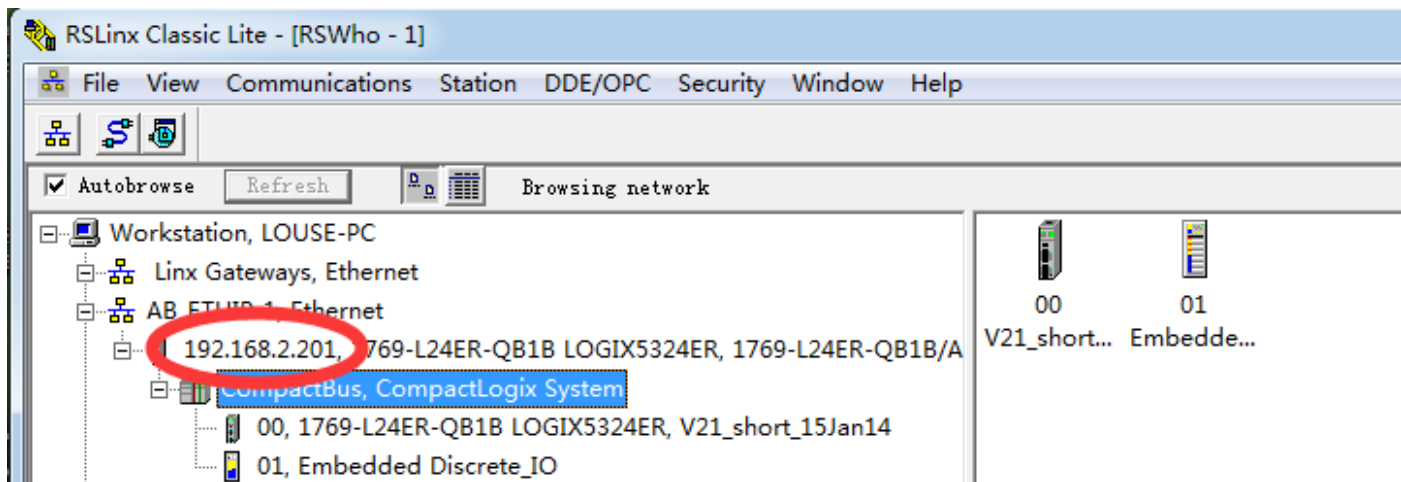 RSLinx Classic Lite - [RSWho - 1]
File View Communications Station DDE/OPC Security Window Help
Autobrowse Refresh Browsing network
Workstation, LOUSE-PC
Linx Gateways, Ethernet
AB_ETHIP-1, Ethernet
192.168.2.201, 1769-L24ER-QB1B LOGIX5324ER, 1769-L24ER-QB1B/A
CompactBus, CompactLogix System
00, 1769-L24ER-QB1B LOGIX5324ER, V21_short_15Jan14
01, Embedded Discrete_IO
00 01
V21_short... Embedde...